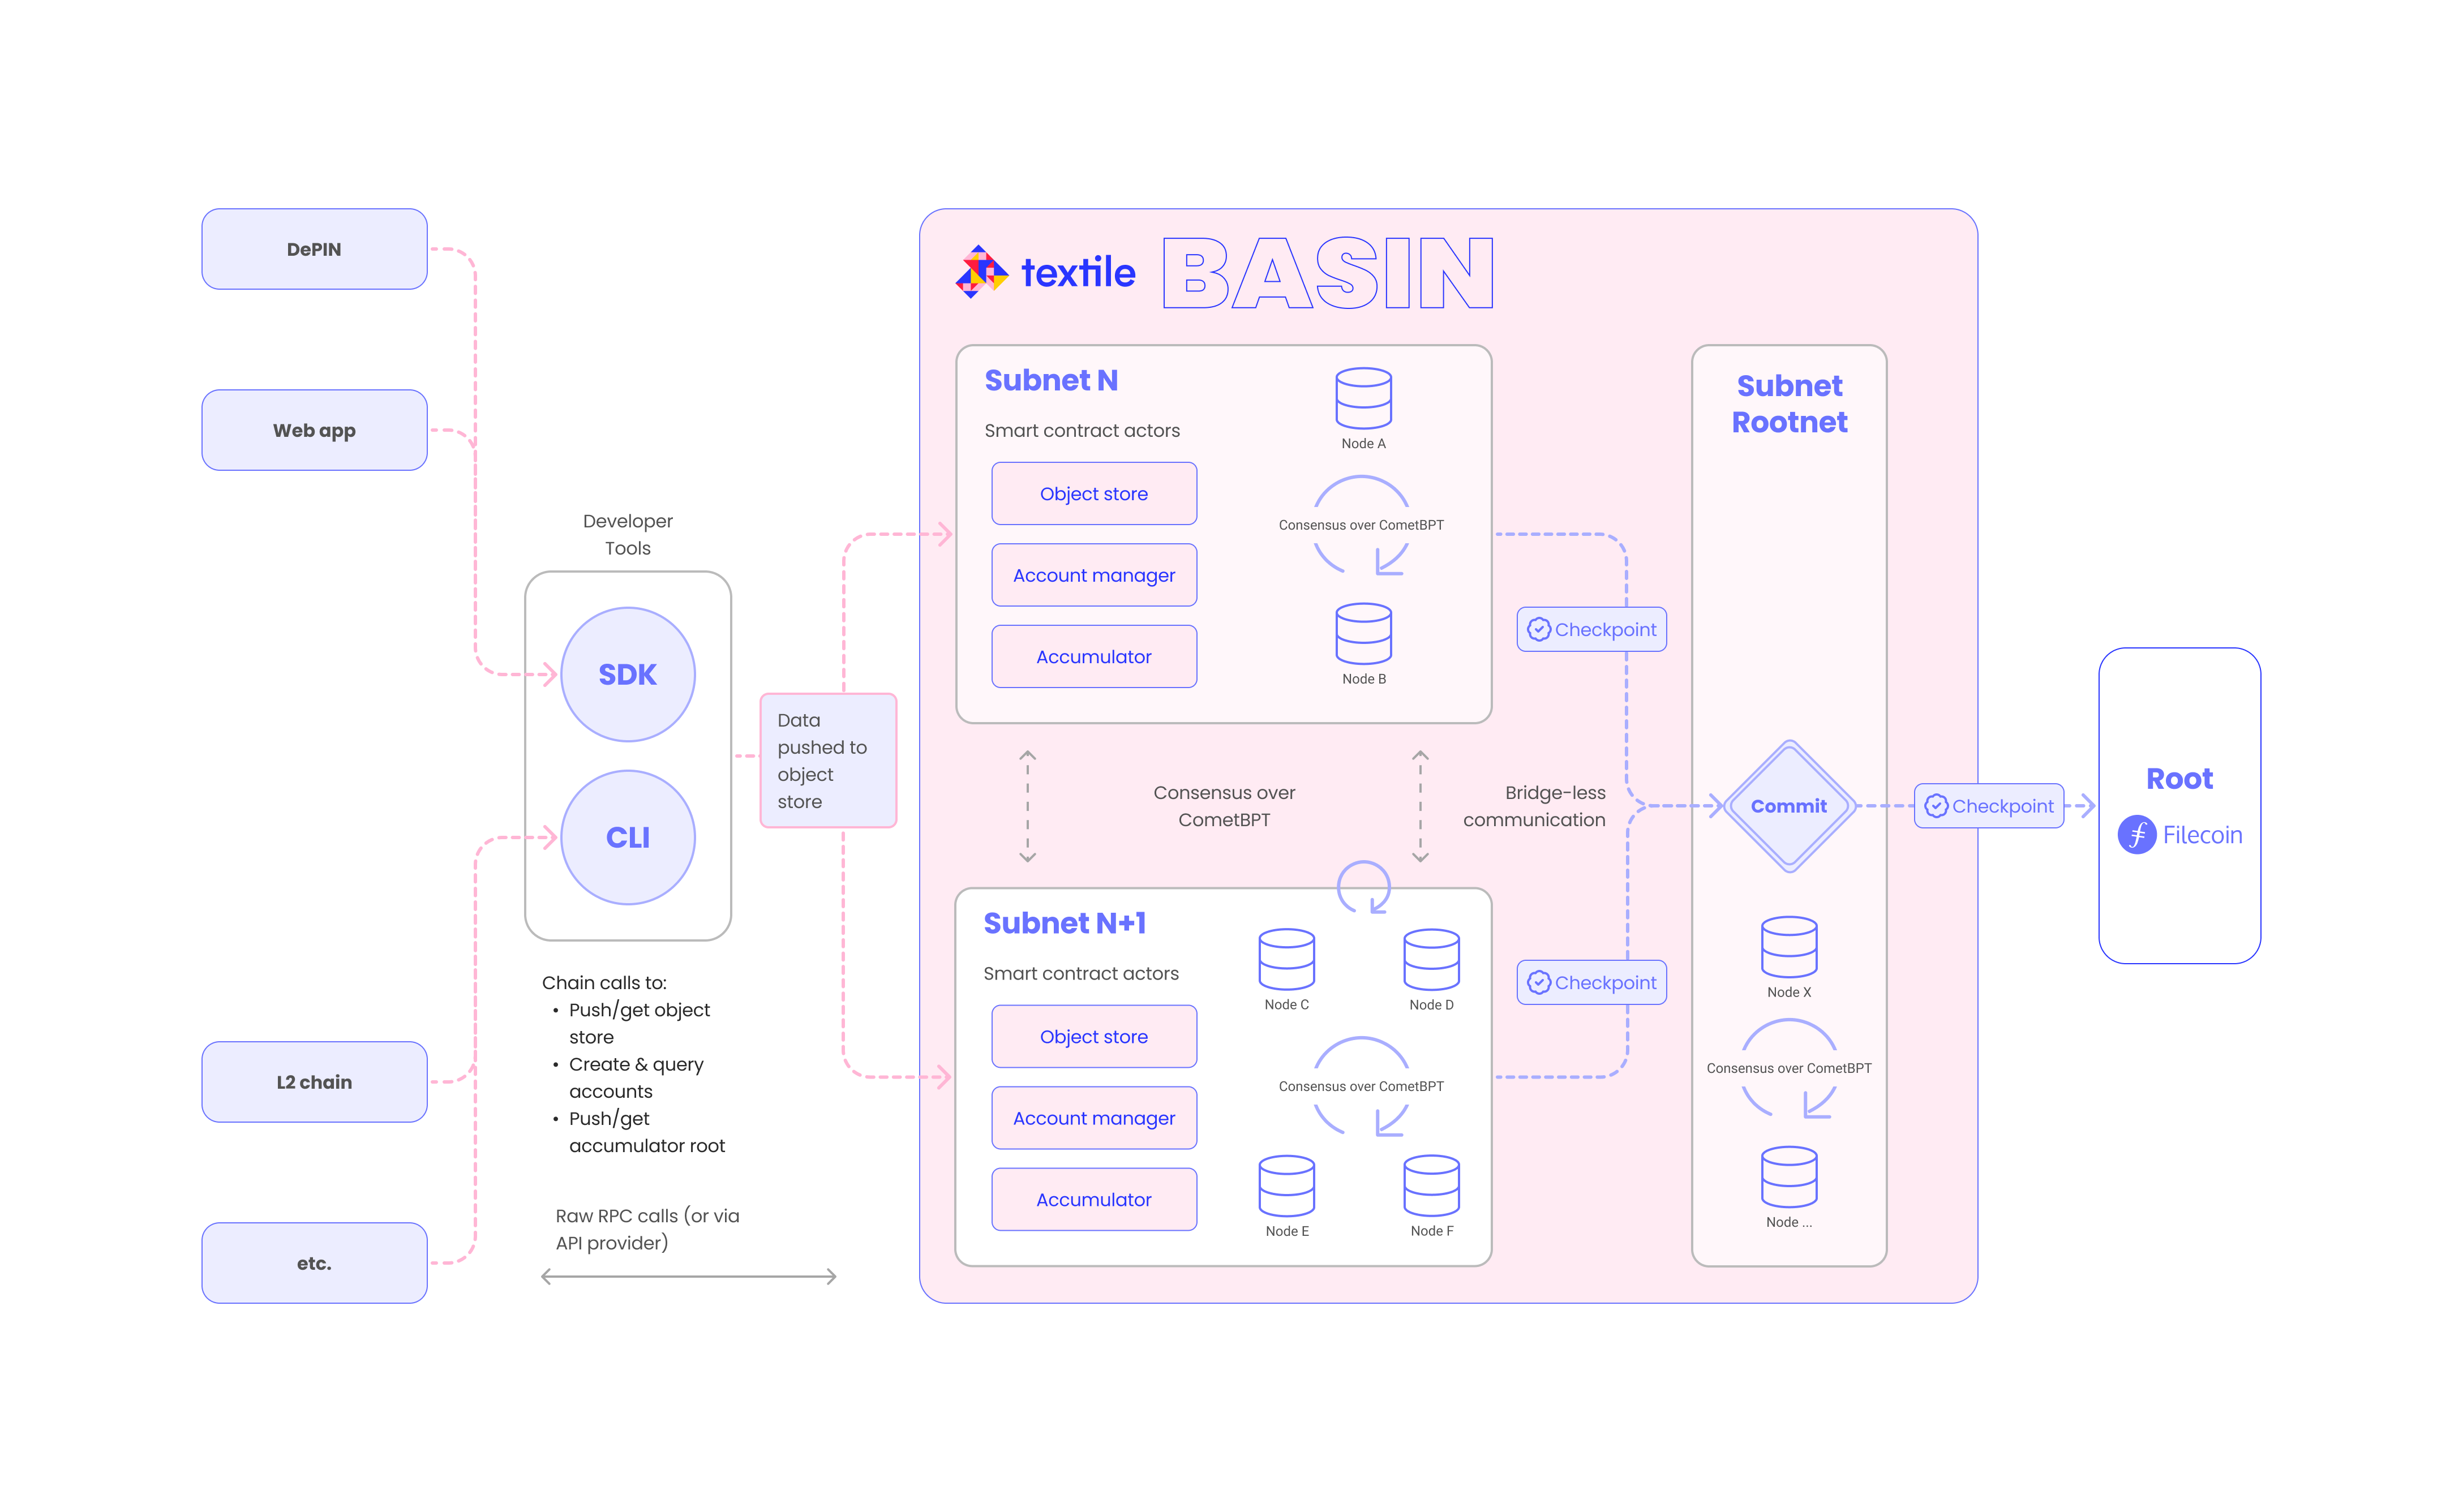 DePIN
Web app
L2 chain
etc.
Developer
Tools
SDK
CLI
Chain calls to:
• Push/get object
store
• Create & query
accounts
• Push/get
accumulator root
Raw RPC calls (or via
API provider)
Data
pushed to
object
store
textile BASIN
Subnet N
Smart contract actors
Object store
Account manager
Accumulator
Node A
Consensus over CometBPT
Node B
Consensus over
CometBPT
Bridge-less
communication
Subnet N+1
Smart contract actors
Object store
Account manager
Accumulator
Node C
Node D
Consensus over CometBPT
Node E
Node F
Checkpoint
Checkpoint
Subnet
Rootnet
Commit
Node X
Consensus over CometBPT
Node ...
Checkpoint
Root
Filecoin